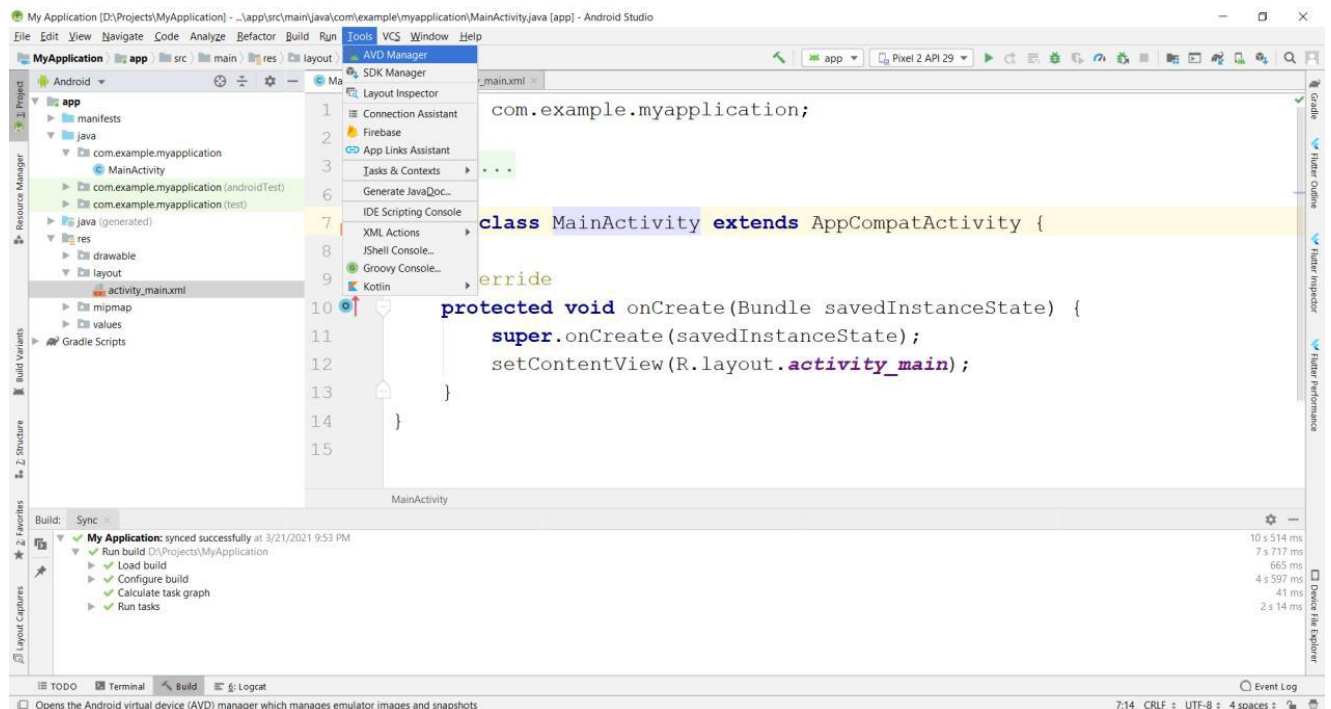 My Application [D:\Projects\MyApplication] - ...\app\src\main\java\com\example\myapplication\MainActivity.java [app] - Android Studio
File Edit View Navigate Code Analyze Refactor Build Run Tools VCS Window Help
MyApplication app src main res layout
app Pixel 2 API 29
AVD Manager
SDK Manager
Layout Inspector
Connection Assistant
Firebase
App Links Assistant
Tasks & Contexts
Generate JavaDoc...
IDE Scripting Console
XML Actions
JShell Console...
Groovy Console...
Kotlin
1: Project
Resource Manager
Build Variants
Z: Structure
2: Favorites
Layout Captures
Android
app
manifests
java
com.example.myapplication
MainActivity
com.example.myapplication (androidTest)
com.example.myapplication (test)
java (generated)
res
drawable
layout
activity_main.xml
mipmap
values
Gradle Scripts
Ma _main.xml
1 com.example.myapplication;
2
3 ...
6
7 class MainActivity extends AppCompatActivity {
8
9 erride
10 protected void onCreate(Bundle savedInstanceState) {
11 super.onCreate(savedInstanceState);
12 setContentView(R.layout.activity_main);
13 }
14 }
15
MainActivity
Gradle
Flutter Outline
Flutter Inspector
Flutter Performance
Device File Explorer
Build: Sync
My Application: synced successfully at 3/21/2021 9:53 PM 10 s 514 ms
Run build D:\Projects\MyApplication 7 s 717 ms
Load build 665 ms
Configure build 4 s 597 ms
Calculate task graph 41 ms
Run tasks 2 s 14 ms
TODO Terminal Build 6: Logcat Event Log
Opens the Android virtual device (AVD) manager which manages emulator images and snapshots 7:14 CRLF UTF-8 4 spaces